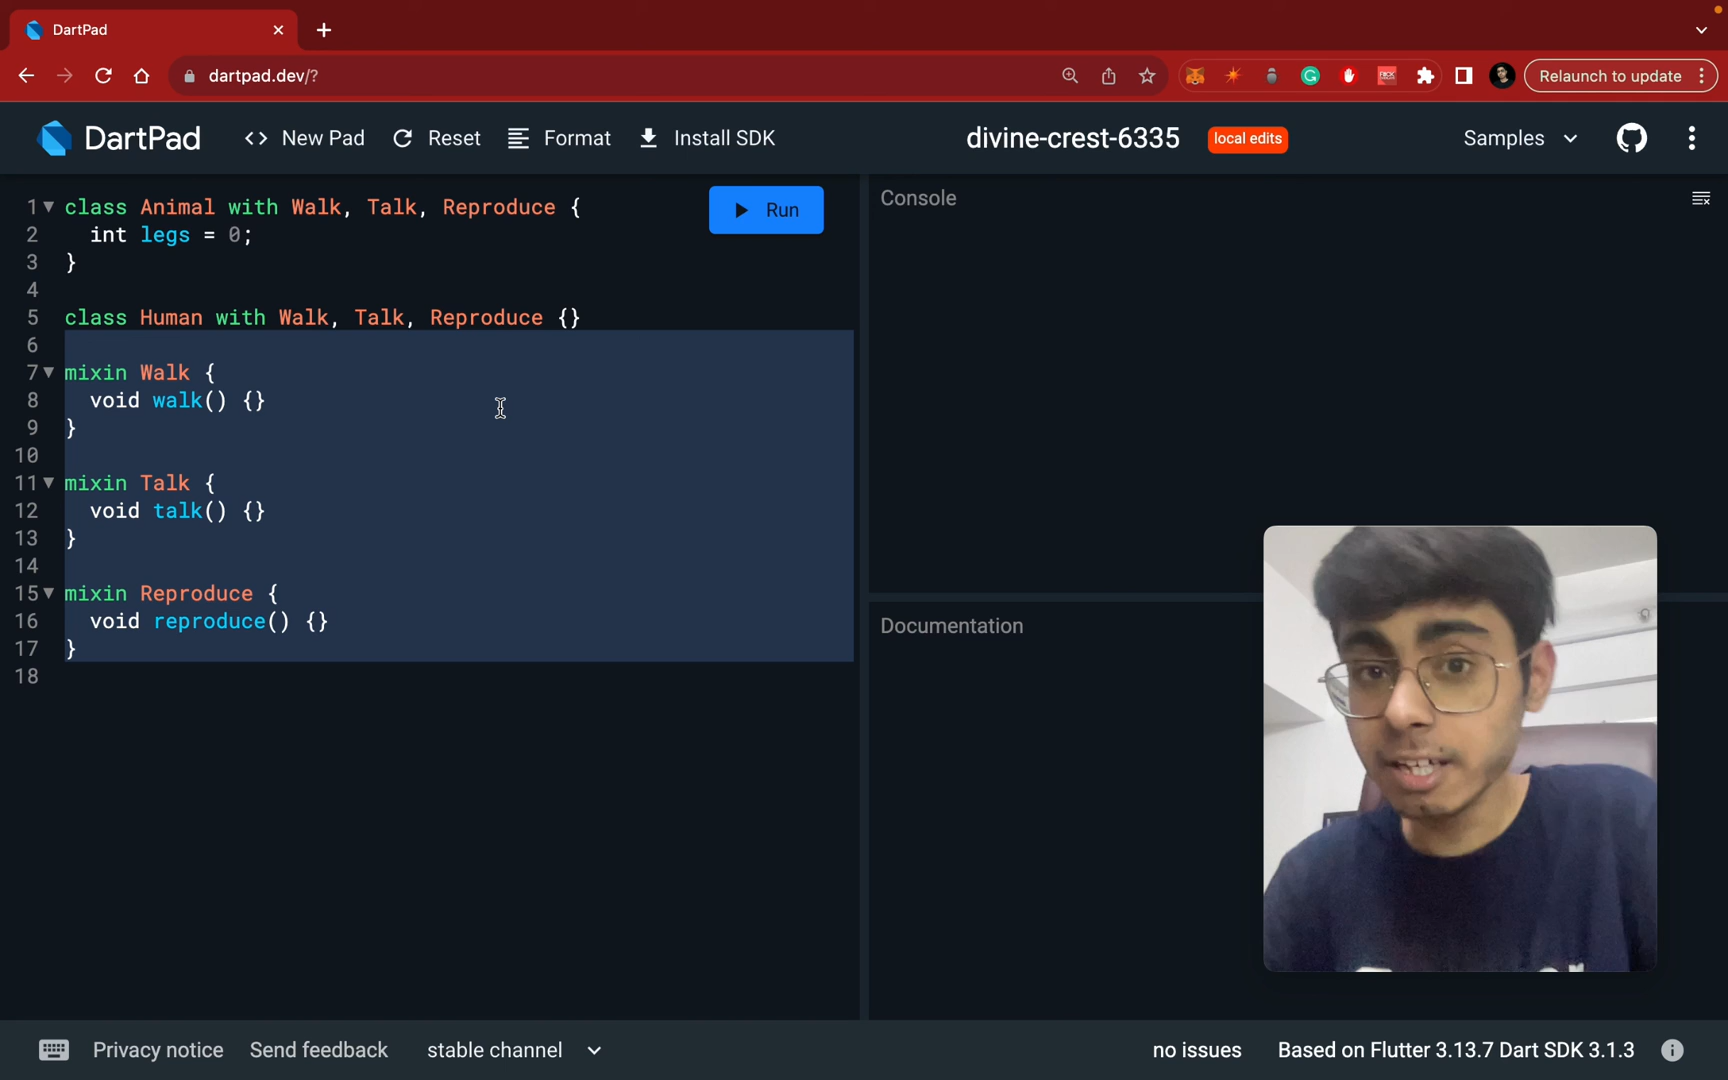 DartPad
dartpad.dev/?
Relaunch to update
DartPad
<> New Pad
Reset
Format
Install SDK
divine-crest-6335
local edits
Samples
1 class Animal with Walk, Talk, Reproduce {
2 int legs = 0;
3 }
4
5 class Human with Walk, Talk, Reproduce {}
6
7 mixin Walk {
8 void walk() {}
9 }
10
11 mixin Talk {
12 void talk() {}
13 }
14
15 mixin Reproduce {
16 void reproduce() {}
17 }
18
Run
Console
Documentation
Privacy notice
Send feedback
stable channel
no issues
Based on Flutter 3.13.7 Dart SDK 3.1.3